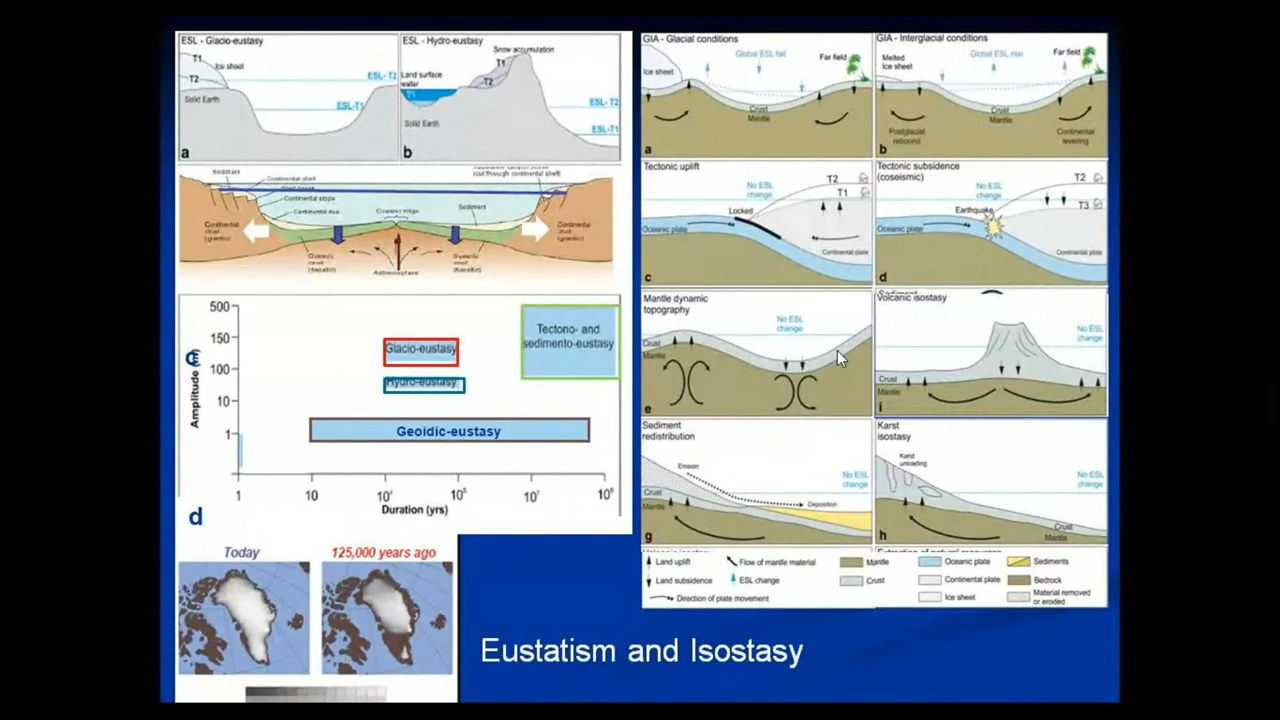 ESL - Glacio-eustasy
T1
Ice sheet
T2
ESL- T2
Solid Earth
ESL-T1
a
ESL - Hydro-eustasy
Snow accumulation
T1
Land surface
water
T2
T1
ESL- T2
Solid Earth
ESL-T1
b
Sediment
(cut through continental shelf)
Continental shelf
Continental slope
Continental rise
Oceanic ridge
Sediment
Continental
crust
(granitic)
Continental
crust
(granitic)
Oceanic
crust
(basaltic)
Asthenosphere
Oceanic
crust
(basaltic)
c
Amplitude (m)
500
150
100
10
1
Tectono- and
sedimento-eustasy
Glacio-eustasy
Hydro-eustasy
Geoidic-eustasy
1
10
10⁵
10⁷
10⁸
Duration (yrs)
d
Today
125,000 years ago
GIA - Glacial conditions
Global ESL fall
Far field
Ice sheet
Crust
Mantle
a
GIA - Interglacial conditions
Global ESL rise
Far field
Melted
Ice sheet
Crust
Mantle
Postglacial
rebound
Continental
levering
b
Tectonic uplift
No ESL
change
T2
T1
Locked
Oceanic plate
Continental plate
c
Tectonic subsidence
(coseismic)
No ESL
change
T2
T3
Earthquake
Oceanic plate
Continental plate
d
Mantle dynamic
topography
No ESL
change
Crust
Mantle
e
Volcanic isostasy
No ESL
change
Crust
Mantle
i
Sediment
redistribution
Erosion
No ESL
change
Crust
Deposition
Mantle
g
Karst
isostasy
Karst
unloading
No ESL
change
Crust
Mantle
h
Land uplift
Flow of mantle material
Mantle
Oceanic plate
Sediments
Land subsidence
ESL change
Crust
Continental plate
Bedrock
Direction of plate movement
Ice sheet
Material removed
or eroded
Eustatism and Isostasy